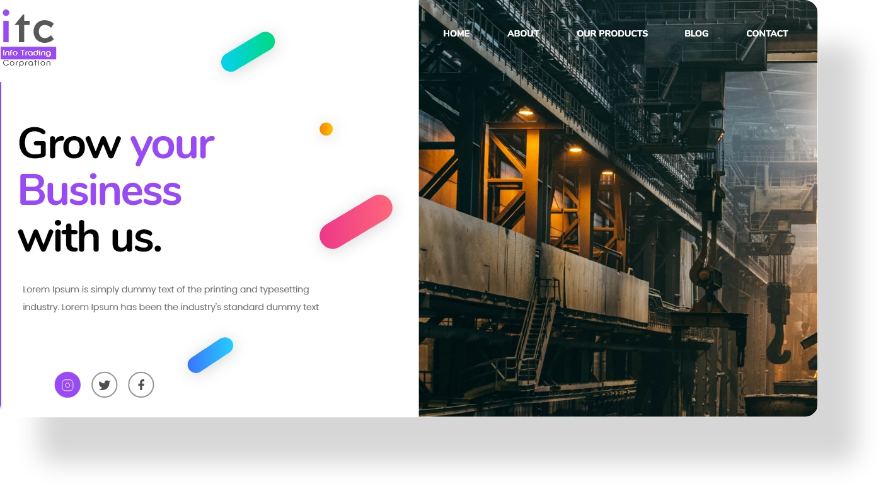 itc
Info Trading
Corpration
HOME ABOUT OUR PRODUCTS BLOG CONTACT
Grow your
Business
with us.
Lorem Ipsum is simply dummy text of the printing and typesetting
industry. Lorem Ipsum has been the industry's standard dummy text